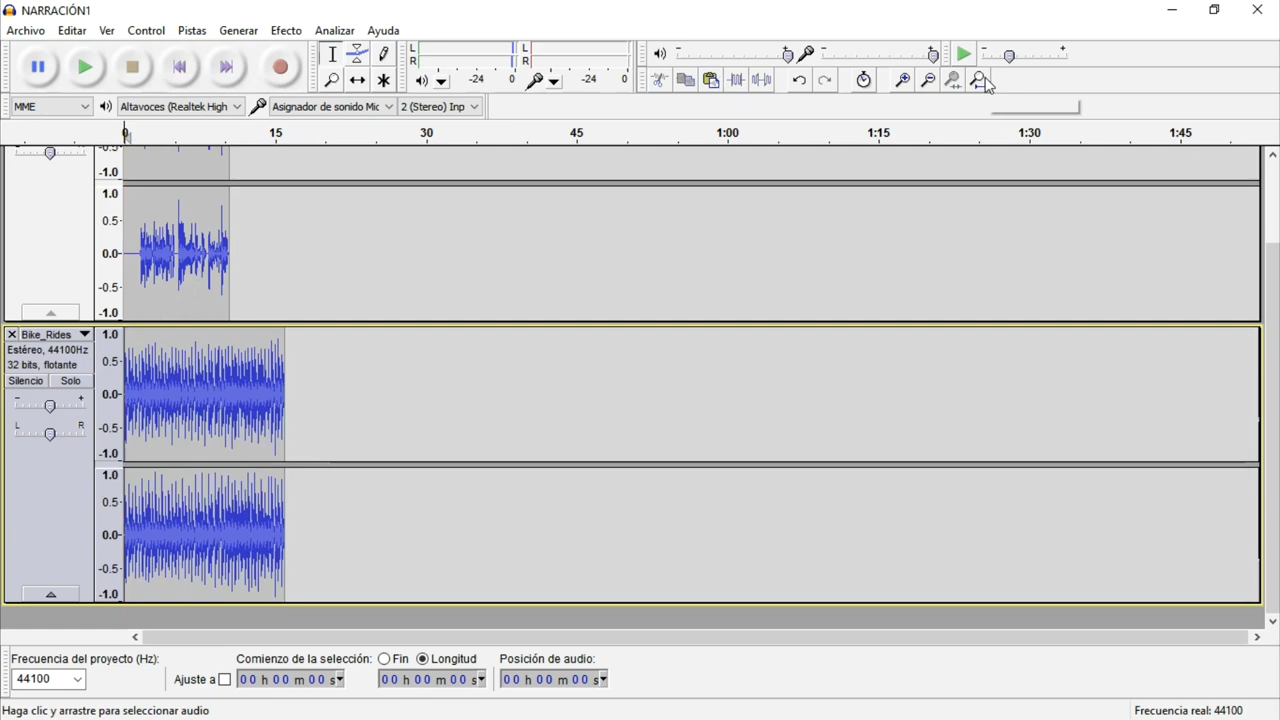 NARRACIÓN1
Archivo Editar Ver Control Pistas Generar Efecto Analizar Ayuda
L R -24 0 L R -24 0
- + - +
MME Altavoces (Realtek High Asignador de sonido Mic 2 (Stereo) Inp
0 15 30 45 1:00 1:15 1:30 1:45
-0.5
-1.0
1.0
0.5
0.0
-0.5
-1.0
Bike_Rides 1.0
Estéreo, 44100Hz
32 bits, flotante 0.5
Silencio Solo
- + 0.0
L R -0.5
-1.0
1.0
0.5
0.0
-0.5
-1.0
Frecuencia del proyecto (Hz): Comienzo de la selección: Fin Longitud Posición de audio:
44100 Ajuste a 00 h 00 m 00 s 00 h 00 m 00 s 00 h 00 m 00 s
Haga clic y arrastre para seleccionar audio Frecuencia real: 44100